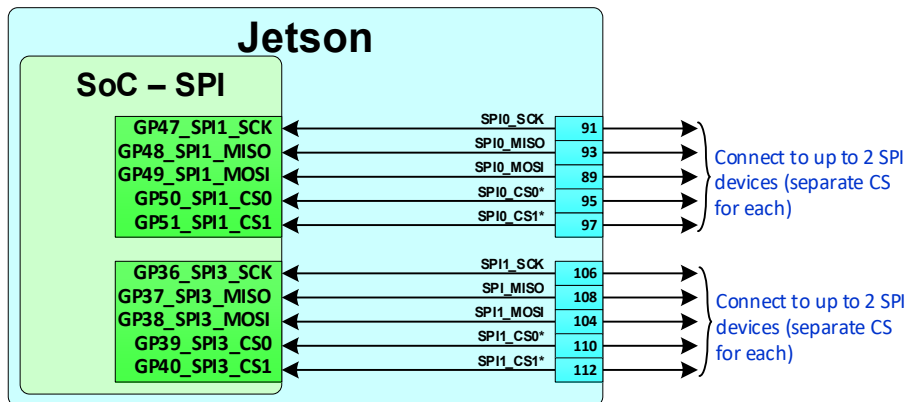 Jetson
SoC – SPI
GP47_SPI1_SCK SPI0_SCK 91
GP48_SPI1_MISO SPI0_MISO 93
GP49_SPI1_MOSI SPI0_MOSI 89
GP50_SPI1_CS0 SPI0_CS0* 95
GP51_SPI1_CS1 SPI0_CS1* 97
Connect to up to 2 SPI
devices (separate CS
for each)
GP36_SPI3_SCK SPI1_SCK 106
GP37_SPI3_MISO SPI_MISO 108
GP38_SPI3_MOSI SPI1_MOSI 104
GP39_SPI3_CS0 SPI1_CS0* 110
GP40_SPI3_CS1 SPI1_CS1* 112
Connect to up to 2 SPI
devices (separate CS
for each)